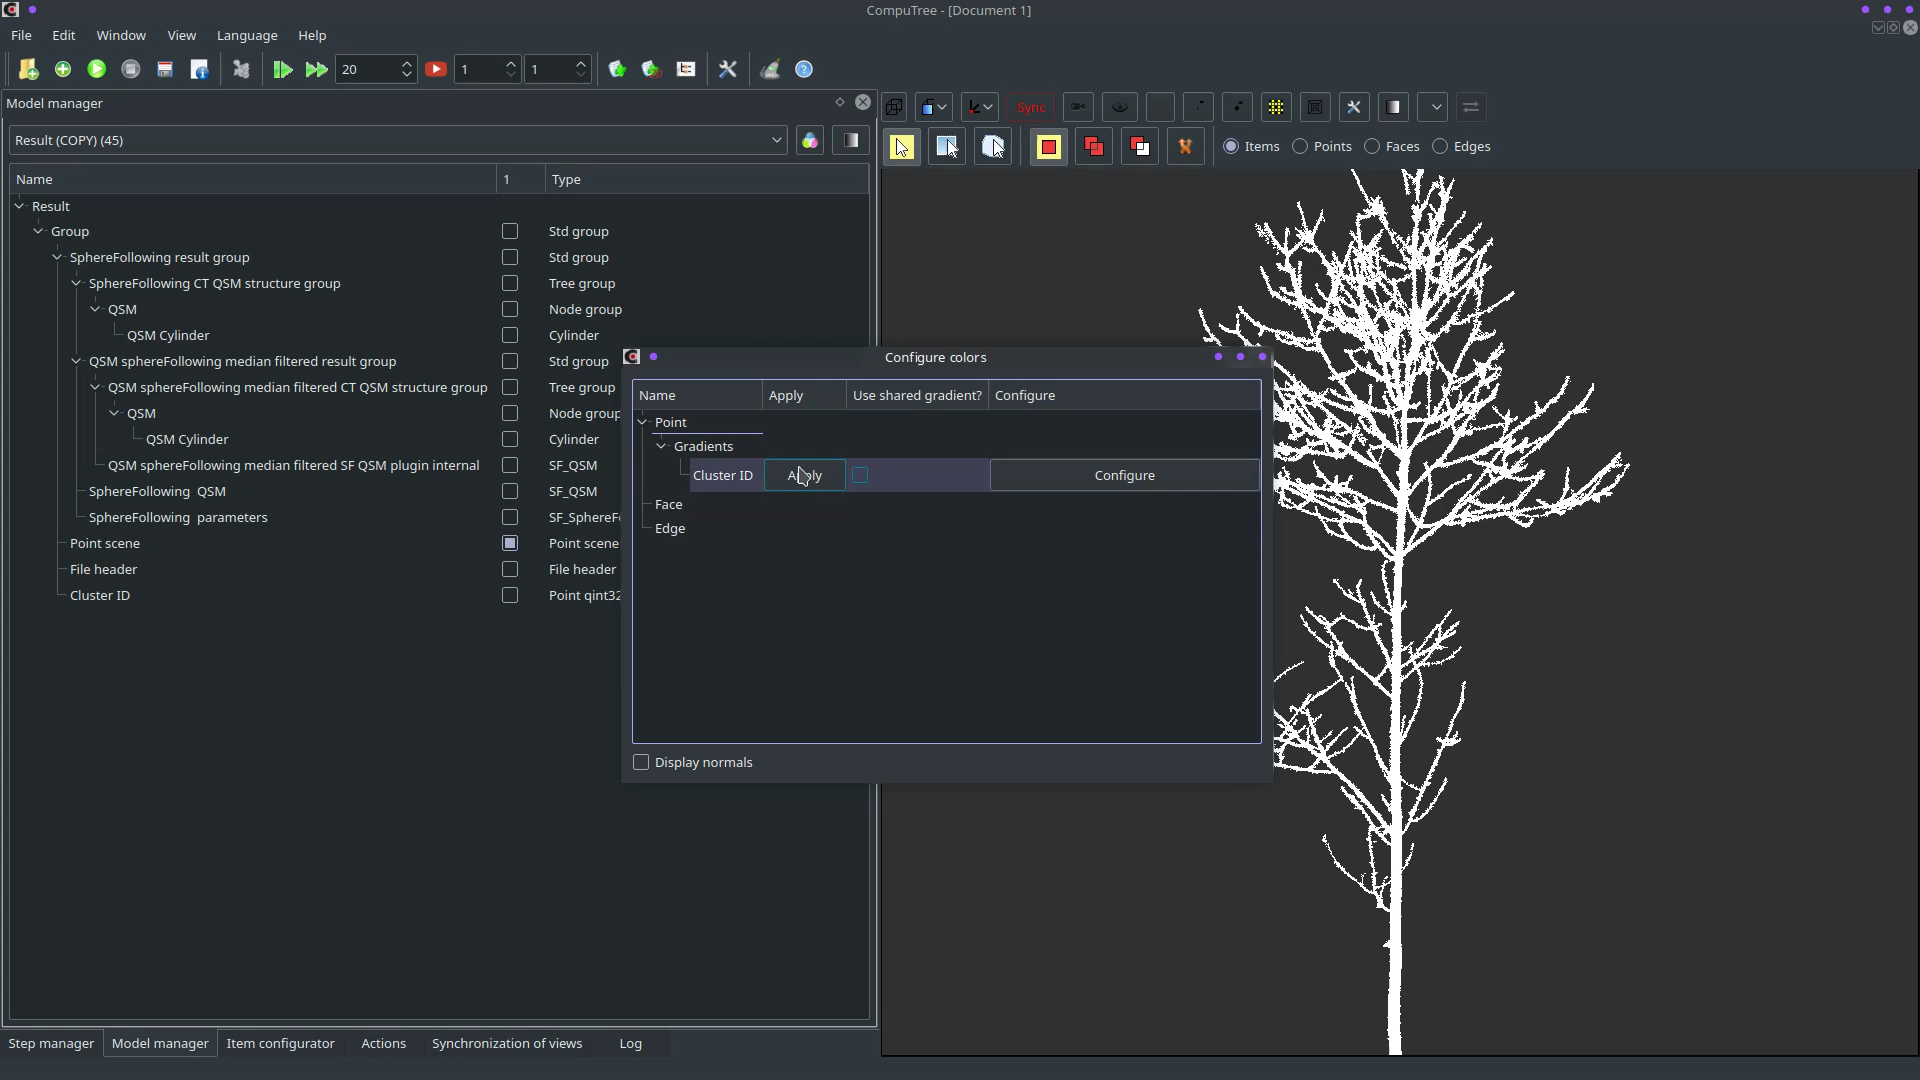 CompuTree - [Document 1]
File Edit Window View Language Help
20 1 1
Model manager
Sync
Result (COPY) (45)
Items Points Faces Edges
Name 1 Type
Result
Group Std group
SphereFollowing result group Std group
SphereFollowing CT QSM structure group Tree group
QSM Node group
QSM Cylinder Cylinder
QSM sphereFollowing median filtered result group Std group
QSM sphereFollowing median filtered CT QSM structure group Tree group
QSM Node group
QSM Cylinder Cylinder
QSM sphereFollowing median filtered SF QSM plugin internal SF_QSM
SphereFollowing QSM SF_QSM
SphereFollowing parameters SF_SphereF
Point scene Point scene
File header File header
Cluster ID Point qint32
Configure colors
Name Apply Use shared gradient? Configure
Point
Gradients
Cluster ID Apply Configure
Face
Edge
Display normals
Step manager Model manager Item configurator Actions Synchronization of views Log